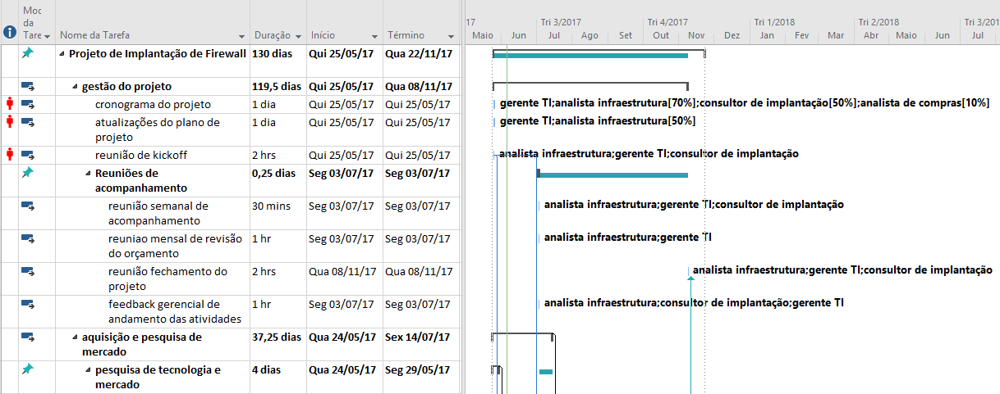 Mod
da
Tare
Nome da Tarefa
Duração
Início
Término
17
Tri 3/2017
Tri 4/2017
Tri 1/2018
Tri 2/2018
Tri 3/201
Maio
Jun
Jul
Ago
Set
Out
Nov
Dez
Jan
Fev
Mar
Abr
Maio
Jun
Jul
Projeto de Implantação de Firewall 130 dias Qui 25/05/17 Qua 22/11/17
gestão do projeto 119,5 dias Qui 25/05/17 Qua 08/11/17
cronograma do projeto 1 dia Qui 25/05/17 Qui 25/05/17 gerente TI;analista infraestrutura[70%];consultor de implantação[50%];analista de compras[10%]
atualizações do plano de 1 dia Qui 25/05/17 Qui 25/05/17 gerente TI;analista infraestrutura[50%]
projeto
reunião de kickoff 2 hrs Qui 25/05/17 Qui 25/05/17 analista infraestrutura;gerente TI;consultor de implantação
Reuniões de 0,25 dias Seg 03/07/17 Seg 03/07/17
acompanhamento
reunião semanal de 30 mins Seg 03/07/17 Seg 03/07/17 analista infraestrutura;gerente TI;consultor de implantação
acompanhamento
reuniao mensal de revisão 1 hr Seg 03/07/17 Seg 03/07/17 analista infraestrutura;gerente TI
do orçamento
reunião fechamento do 2 hrs Qua 08/11/17 Qua 08/11/17 analista infraestrutura;gerente TI;consultor de implantação
projeto
feedback gerencial de 1 hr Seg 03/07/17 Seg 03/07/17 analista infraestrutura;consultor de implantação;gerente TI
andamento das atividades
aquisição e pesquisa de 37,25 dias Qua 24/05/17 Sex 14/07/17
mercado
pesquisa de tecnologia e 4 dias Qua 24/05/17 Seg 29/05/17
mercado